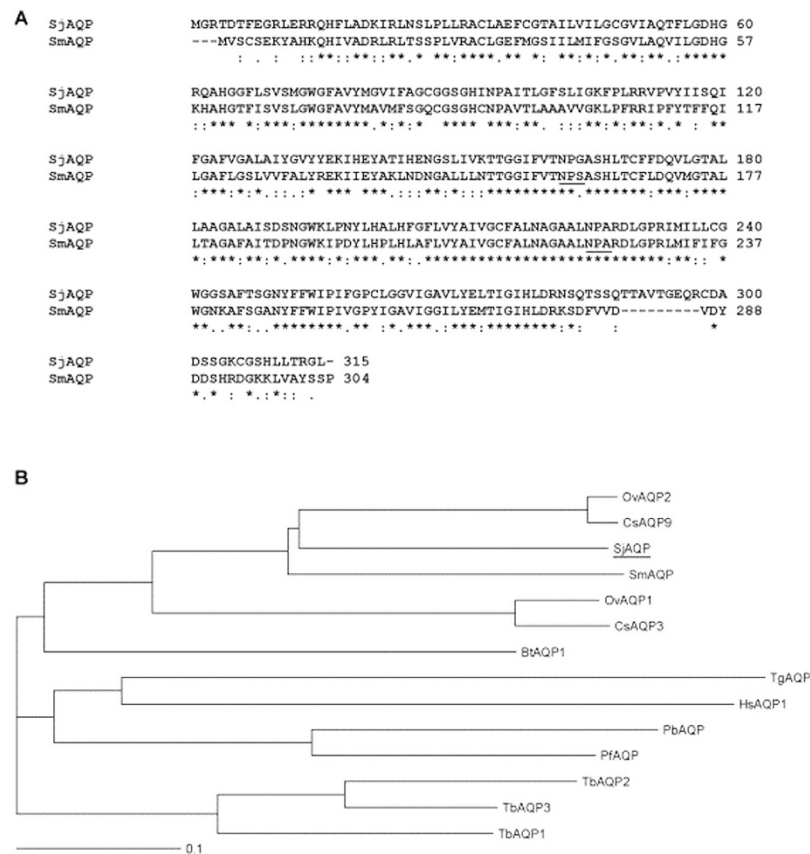 A
SjAQP MGRTDTFEGRLERRQHFLADKIRLNSLPLLRACLAEFCGTAILVILGCGVIAQTFLGDHG 60
SmAQP ---MVSCSEKYAHKQHIVADRLRLTSSPLVRACLGEFMGSIILMIFGSGVLAQVILGDHG 57
: . : . :**::**::**.* **:****.** *: **:*:*.**:**.:*****
SjAQP RQAHGGFLSVSMGWGFAVYMGVIFAGCGGSGHINPAITLGFSLIGKFPLRRVPVYIISQI 120
SmAQP KHAHGTFISVSLGWGFAVYMAVMFSGQCGSGHCNPAVTLAAAVVGKLPFRRIPFYTFFQI 117
::*** *:***:********.*:*:* **** ***:**. :::**:*:**:*.* : **
SjAQP FGAFVGALAIYGVYYEKIHEYATIHENGSLIVKTTGGIFVTNPGASHLTCFFDQVLGTAL 180
SmAQP LGAFLGSLVVFALYREKIIEYAKLNDNGALLLNTTGGIFVTNPSASHLTCFLDQVMGTAL 177
:***:*:*.::.:* *** ***.:::**:*:::**********.*******:***:****
SjAQP LAAGALAISDSNGWKLPNYLHALHFGFLVYAIVGCFALNAGAALNPARDLGPRIMILLCG 240
SmAQP LTAGAFAITDPNGWKIPDYLHPLHLAFLVYAIVGCFALNAGAALNPARDLGPRLMIFIFG 237
*:***:**:*.****:*:***.**:.***************************:**:: *
SjAQP WGGSAFTSGNYFFWIPIFGPCLGGVIGAVLYELTIGIHLDRNSQTSSQTTAVTGEQRCDA 300
SmAQP WGNKAFSGANYFFWIPIVGPYIGAVIGGILYEMTIGIHLDRKSDFVVD---------VDY 288
**..**:..********.** :*.***.:***:********:*: : *
SjAQP DSSGKCGSHLLTRGL- 315
SmAQP DDSHRDGKKLVAYSSP 304
*.* : *.:*:: .
B
OvAQP2
CsAQP9
SjAQP
SmAQP
OvAQP1
CsAQP3
BtAQP1
TgAQP
HsAQP1
PbAQP
PfAQP
TbAQP2
TbAQP3
TbAQP1
0.1